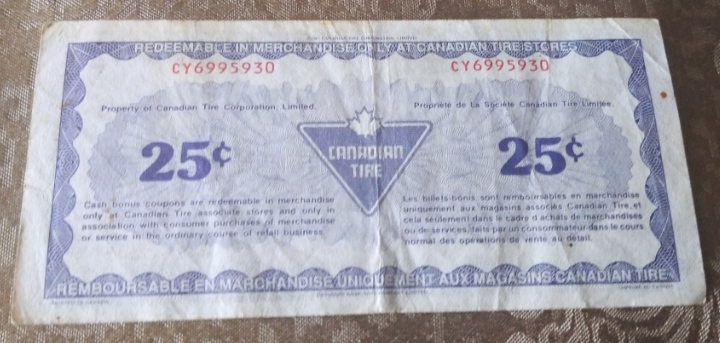 REDEEMABLE IN MERCHANDISE ONLY AT CANADIAN TIRE STORES
CY6995930 CY6995930
Property of Canadian Tire Corporation, Limited.
Propriété de La Société Canadian Tire Limitée.
25¢
CANADIAN
TIRE
25¢
Cash bonus coupons are redeemable in merchandise
only at Canadian Tire associate stores and only in
association with consumer purchases of merchandise
or service in the ordinary course of retail business.
Les billets-bonis sont remboursables en marchandise
uniquement aux magasins associés Canadian Tire, et
cela seulement dans le cadre d'achats de marchandises
ou de services, faits par un consommateur dans le cours
normal des opérations de vente au détail.
REMBOURSABLE EN MARCHANDISE UNIQUEMENT AUX MAGASINS CANADIAN TIRE